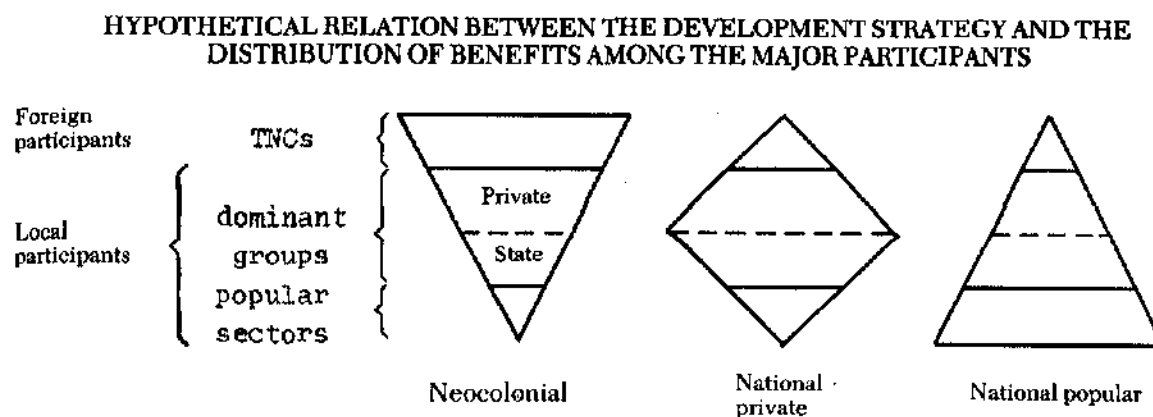 HYPOTHETICAL RELATION BETWEEN THE DEVELOPMENT STRATEGY AND THE
DISTRIBUTION OF BENEFITS AMONG THE MAJOR PARTICIPANTS
Foreign
participants
TNCs
Local
participants
dominant
groups
popular
sectors
Private
State
Neocolonial
National
private
National popular